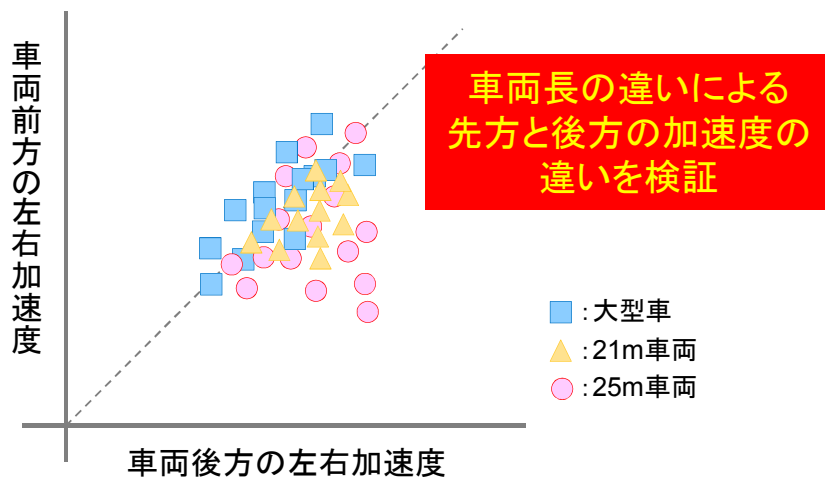 車両前方の左右加速度
車両長の違いによる
先方と後方の加速度の
違いを検証
:大型車
:21m車両
:25m車両
車両後方の左右加速度